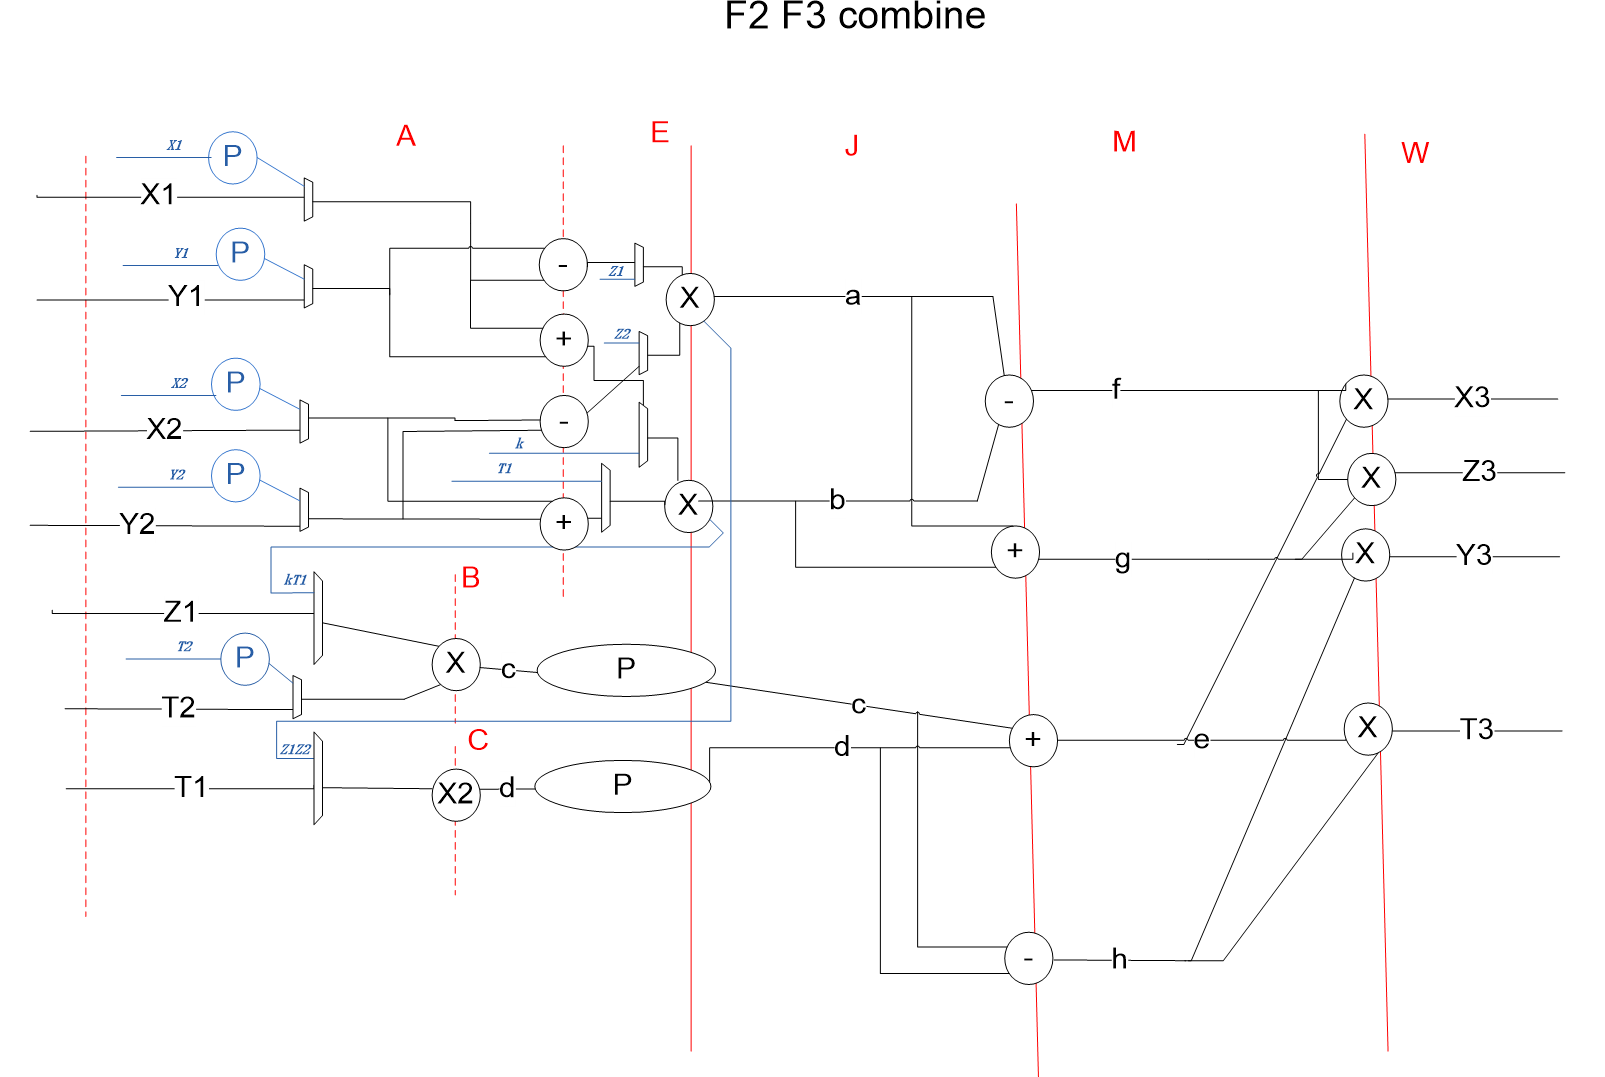 F2 F3 combine
A
E
J
M
W
X1
P
X1
Y1
P
Y1
-
Z1
X
a
+
Z2
X2
P
X2
-
k
-
f
X
X3
Y2
P
Y2
T1
+
X
b
X
Z3
+
g
X
Y3
kT1
B
Z1
T2
P
X
c
P
T2
c
Z1Z2
C
d
+
e
X
T3
T1
X2
d
P
-
h